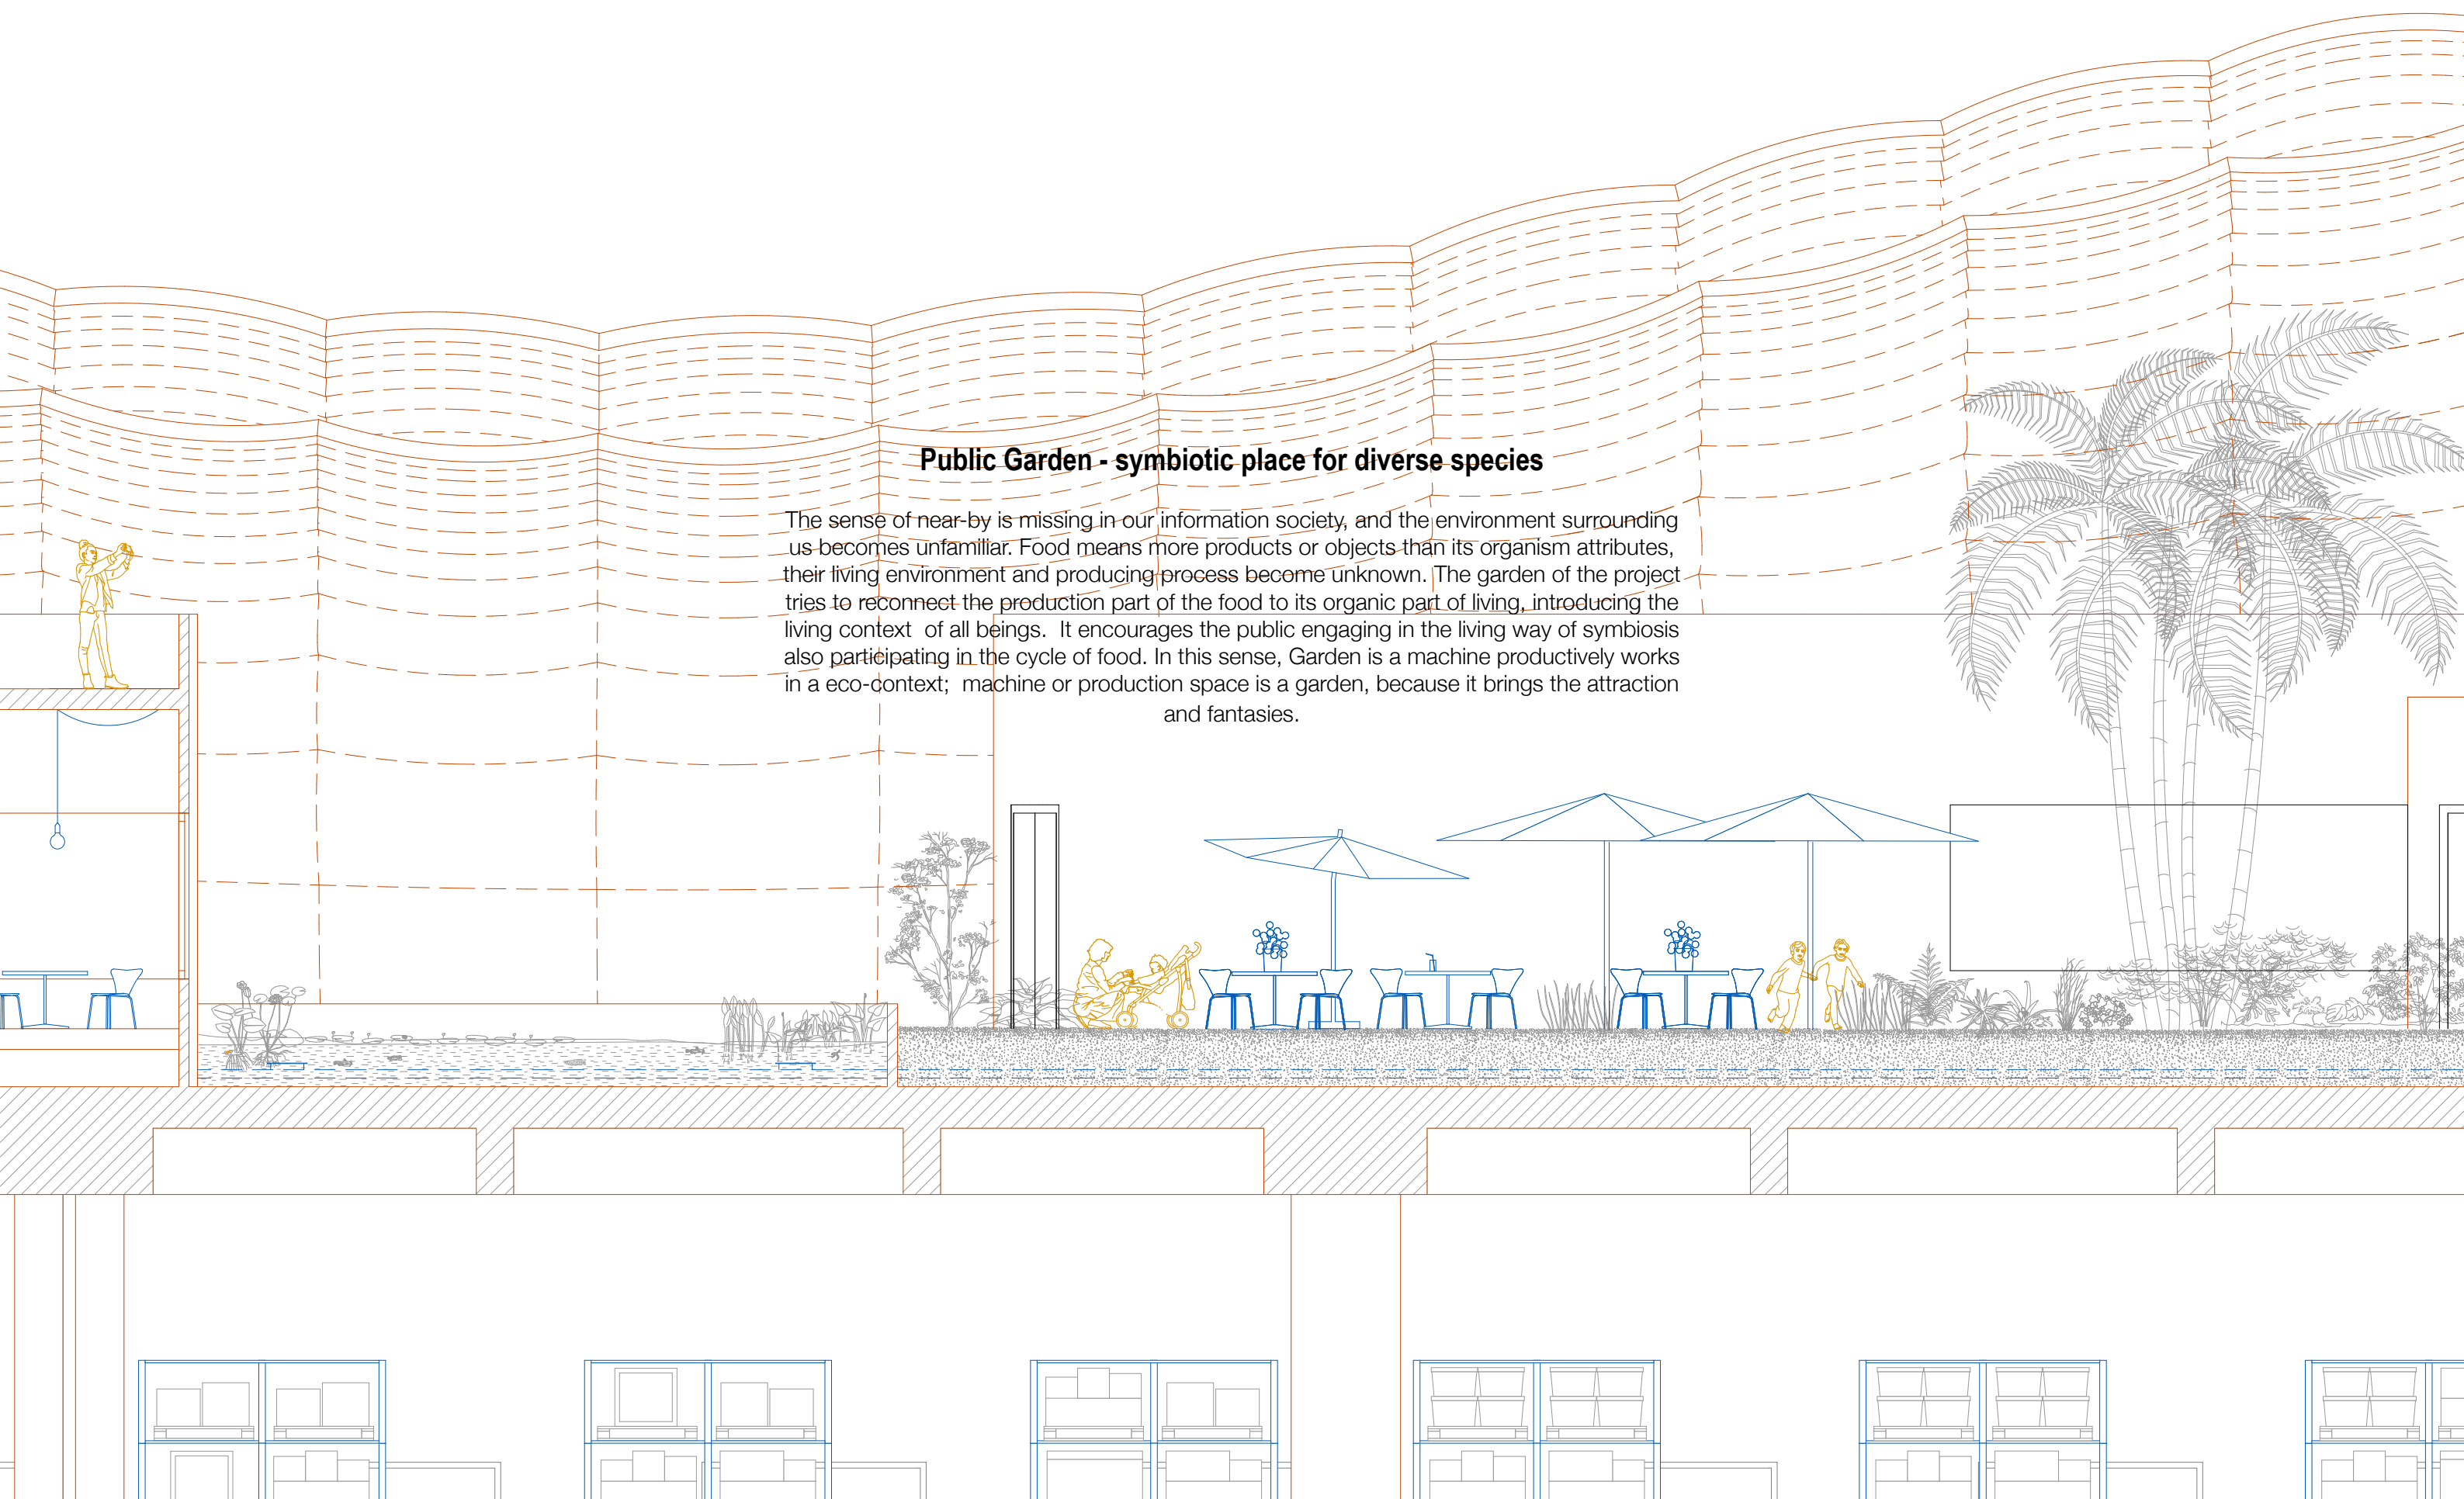 Public Garden - symbiotic place for diverse species
The sense of near-by is missing in our information society, and the environment surrounding
us becomes unfamiliar. Food means more products or objects than its organism attributes,
their living environment and producing process become unknown. The garden of the project
tries to reconnect the production part of the food to its organic part of living, introducing the
living context  of all beings.  It encourages the public engaging in the living way of symbiosis
also participating in the cycle of food. In this sense, Garden is a machine productively works
in a eco-context;  machine or production space is a garden, because it brings the attraction
and fantasies.